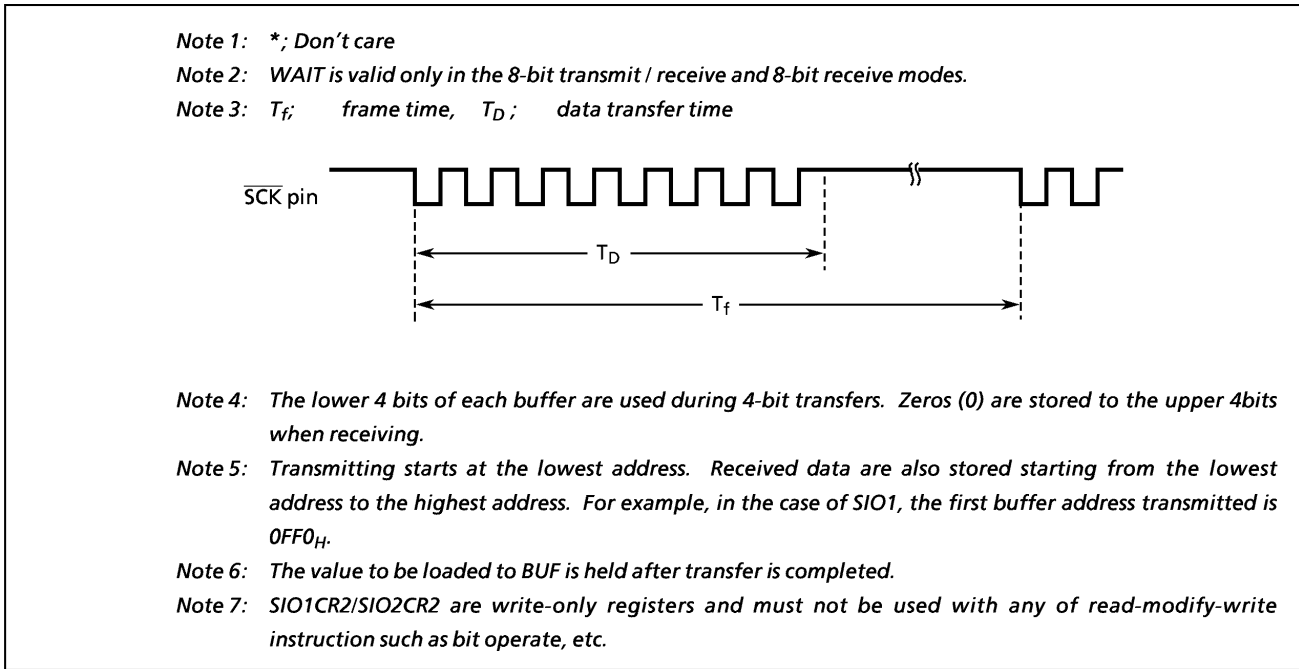 Note 1: *; Don't care
Note 2: WAIT is valid only in the 8-bit transmit / receive and 8-bit receive modes.
Note 3: Tf; frame time, TD ; data transfer time
SCK pin
TD
Tf
Note 4: The lower 4 bits of each buffer are used during 4-bit transfers. Zeros (0) are stored to the upper 4bits
when receiving.
Note 5: Transmitting starts at the lowest address. Received data are also stored starting from the lowest
address to the highest address. For example, in the case of SIO1, the first buffer address transmitted is
0FF0H.
Note 6: The value to be loaded to BUF is held after transfer is completed.
Note 7: SIO1CR2/SIO2CR2 are write-only registers and must not be used with any of read-modify-write
instruction such as bit operate, etc.